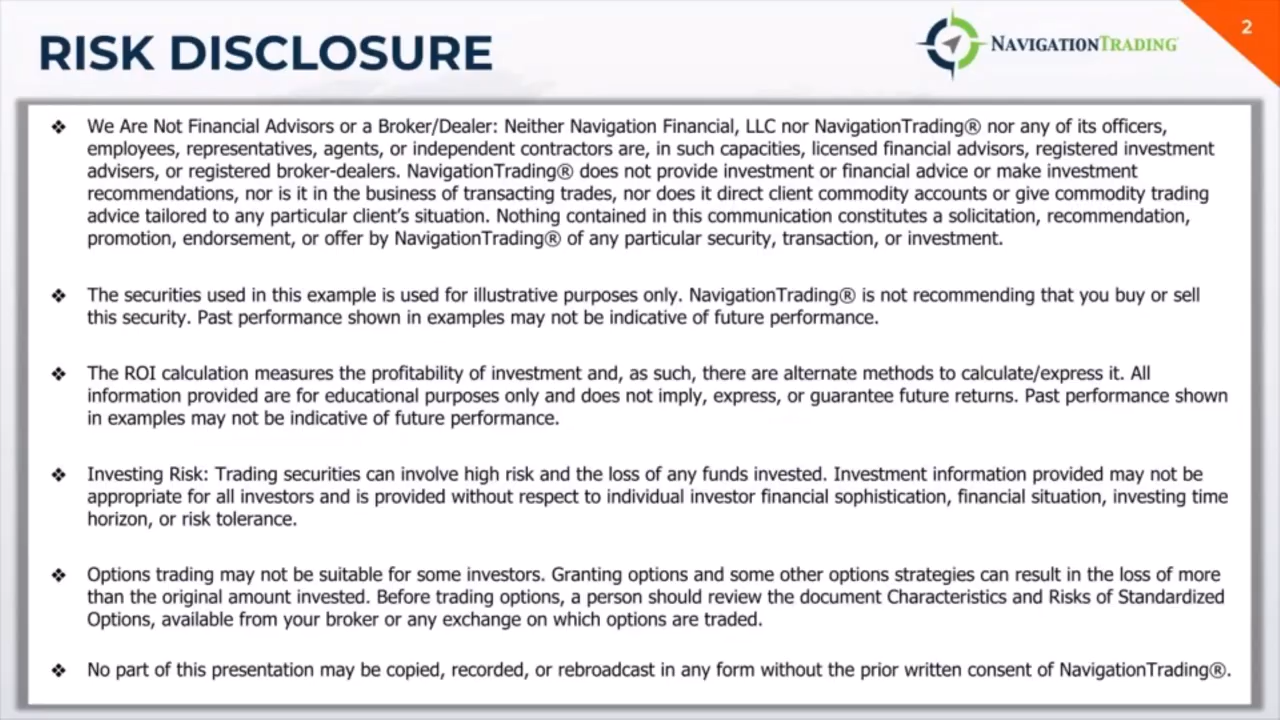 RISK DISCLOSURE
NAVIGATIONTRADING
2
❖ We Are Not Financial Advisors or a Broker/Dealer: Neither Navigation Financial, LLC nor NavigationTrading® nor any of its officers,
employees, representatives, agents, or independent contractors are, in such capacities, licensed financial advisors, registered investment
advisers, or registered broker-dealers. NavigationTrading® does not provide investment or financial advice or make investment
recommendations, nor is it in the business of transacting trades, nor does it direct client commodity accounts or give commodity trading
advice tailored to any particular client's situation. Nothing contained in this communication constitutes a solicitation, recommendation,
promotion, endorsement, or offer by NavigationTrading® of any particular security, transaction, or investment.
❖ The securities used in this example is used for illustrative purposes only. NavigationTrading® is not recommending that you buy or sell
this security. Past performance shown in examples may not be indicative of future performance.
❖ The ROI calculation measures the profitability of investment and, as such, there are alternate methods to calculate/express it. All
information provided are for educational purposes only and does not imply, express, or guarantee future returns. Past performance shown
in examples may not be indicative of future performance.
❖ Investing Risk: Trading securities can involve high risk and the loss of any funds invested. Investment information provided may not be
appropriate for all investors and is provided without respect to individual investor financial sophistication, financial situation, investing time
horizon, or risk tolerance.
❖ Options trading may not be suitable for some investors. Granting options and some other options strategies can result in the loss of more
than the original amount invested. Before trading options, a person should review the document Characteristics and Risks of Standardized
Options, available from your broker or any exchange on which options are traded.
❖ No part of this presentation may be copied, recorded, or rebroadcast in any form without the prior written consent of NavigationTrading®.